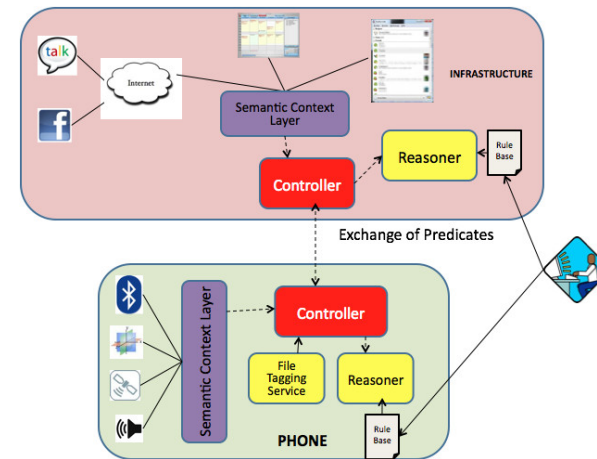 talk
Internet
INFRASTRUCTURE
Semantic Context
Layer
Reasoner
Rule
Base
Controller
Exchange of Predicates
Semantic Context Layer
Controller
File
Tagging
Service
Reasoner
Rule
Base
PHONE